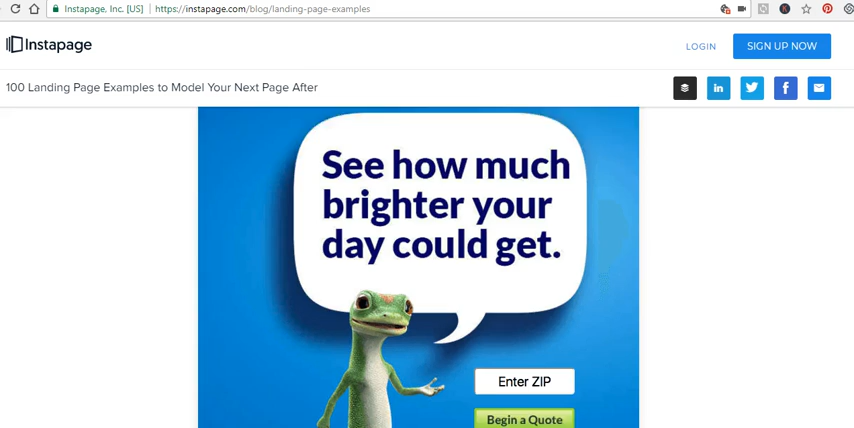 Instapage, Inc. [US] | https://instapage.com/blog/landing-page-examples
Instapage
LOGIN
SIGN UP NOW
100 Landing Page Examples to Model Your Next Page After
in
f
See how much
brighter your
day could get.
Enter ZIP
Begin a Quote